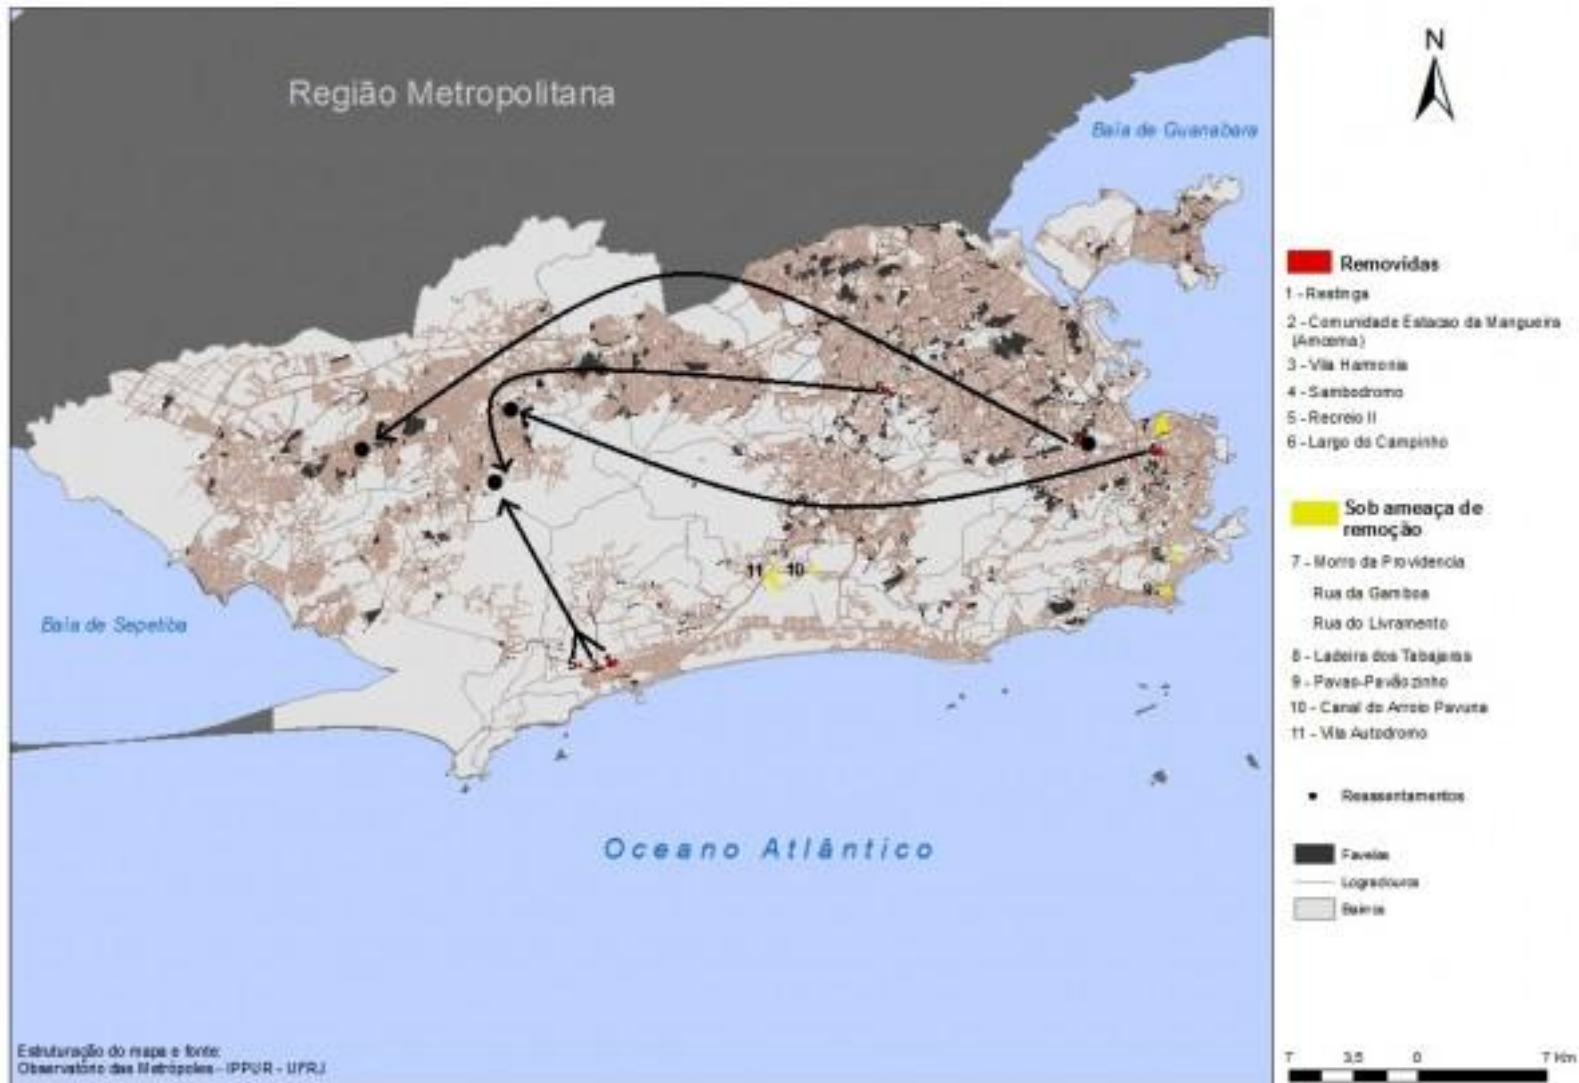 Região Metropolitana
Baía de Guanabara
Baía de Sepetiba
Oceano Atlântico
7
8
9
11 10
5
6
Estruturação do mapa e fonte:
Observatório das Metrópoles - IPPUR - UFRJ
N
Removidas
1 - Restinga
2 - Comunidade Estacao da Mangueira
3 - Vila Harmonia
4 - Sambodromo
5 - Recreio II
6 - Largo do Campinho
Sob ameaça de
remoção
7 - Morro da Providencia
Rua da Gamboa
Rua do Livramento
8 - Ladeira dos Tabajaras
9 - Pavao-Pavãozinho
10 - Canal do Arroio Pavuna
11 - Vila Autodromo
Reassentamentos
Favelas
Logradouros
Bairros
7 3,5 0 7 Km